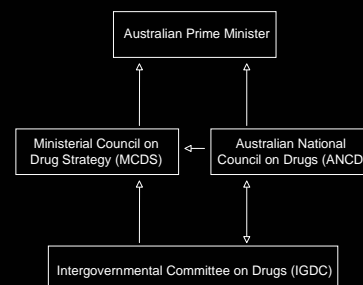 Australian Prime Minister
Ministerial Council on
Drug Strategy (MCDS)
Australian National
Council on Drugs (ANCD
Intergovernmental Committee on Drugs (IGDC)